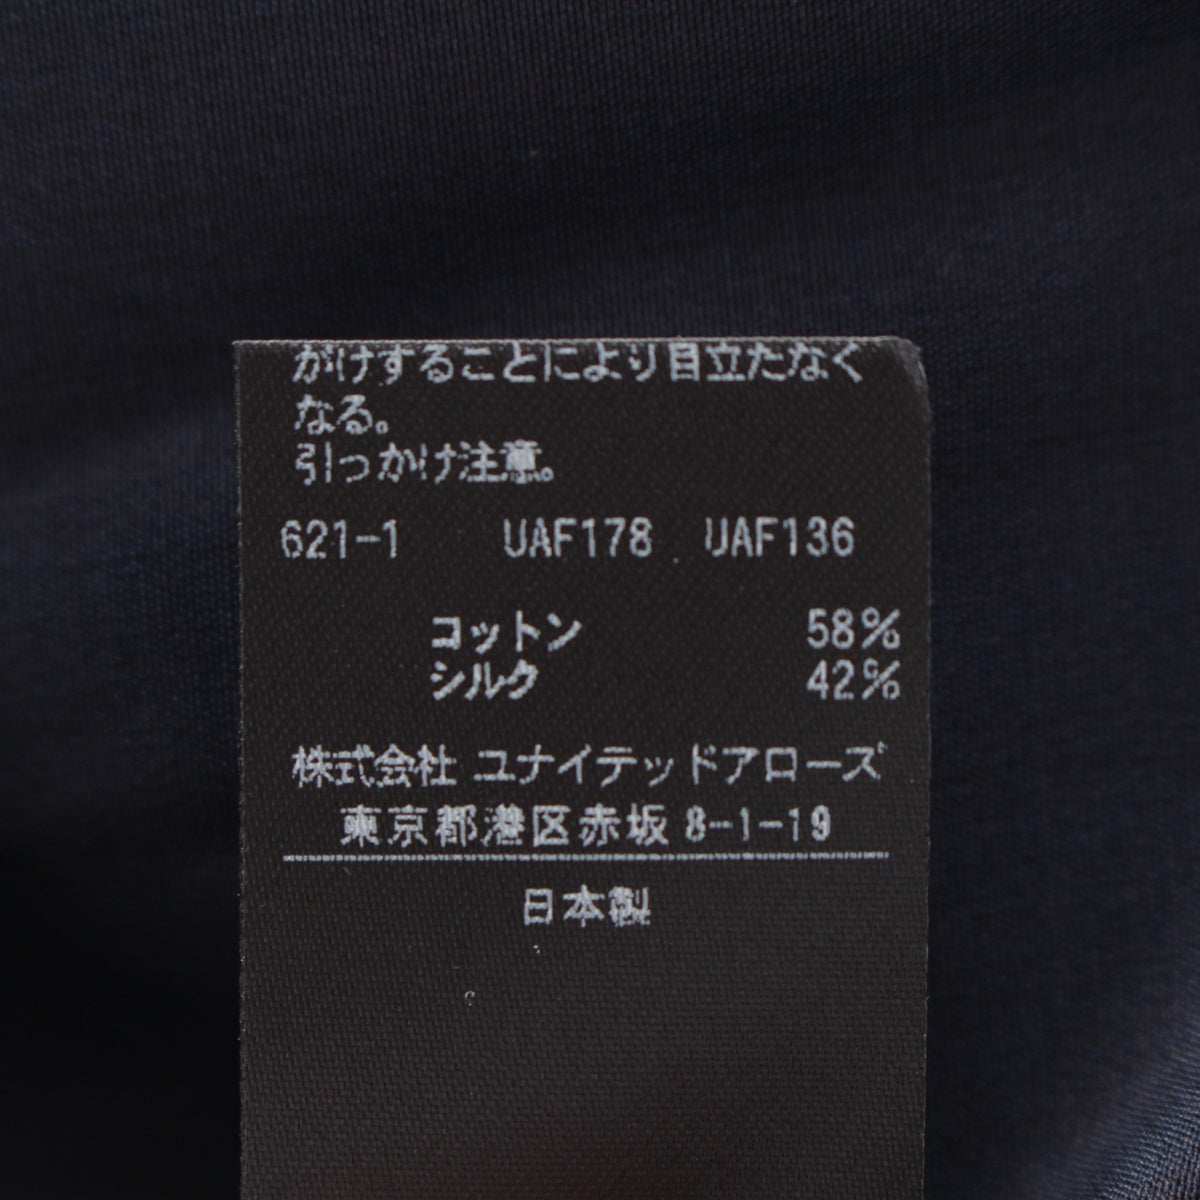 がけすることにより目立たなく
なる。
引っかけ注意。
621-1 UAF178 UAF136
コットン 58%
シルク 42%
株式会社 ユナイテッドアローズ
東京都港区赤坂 8-1-19
日本製